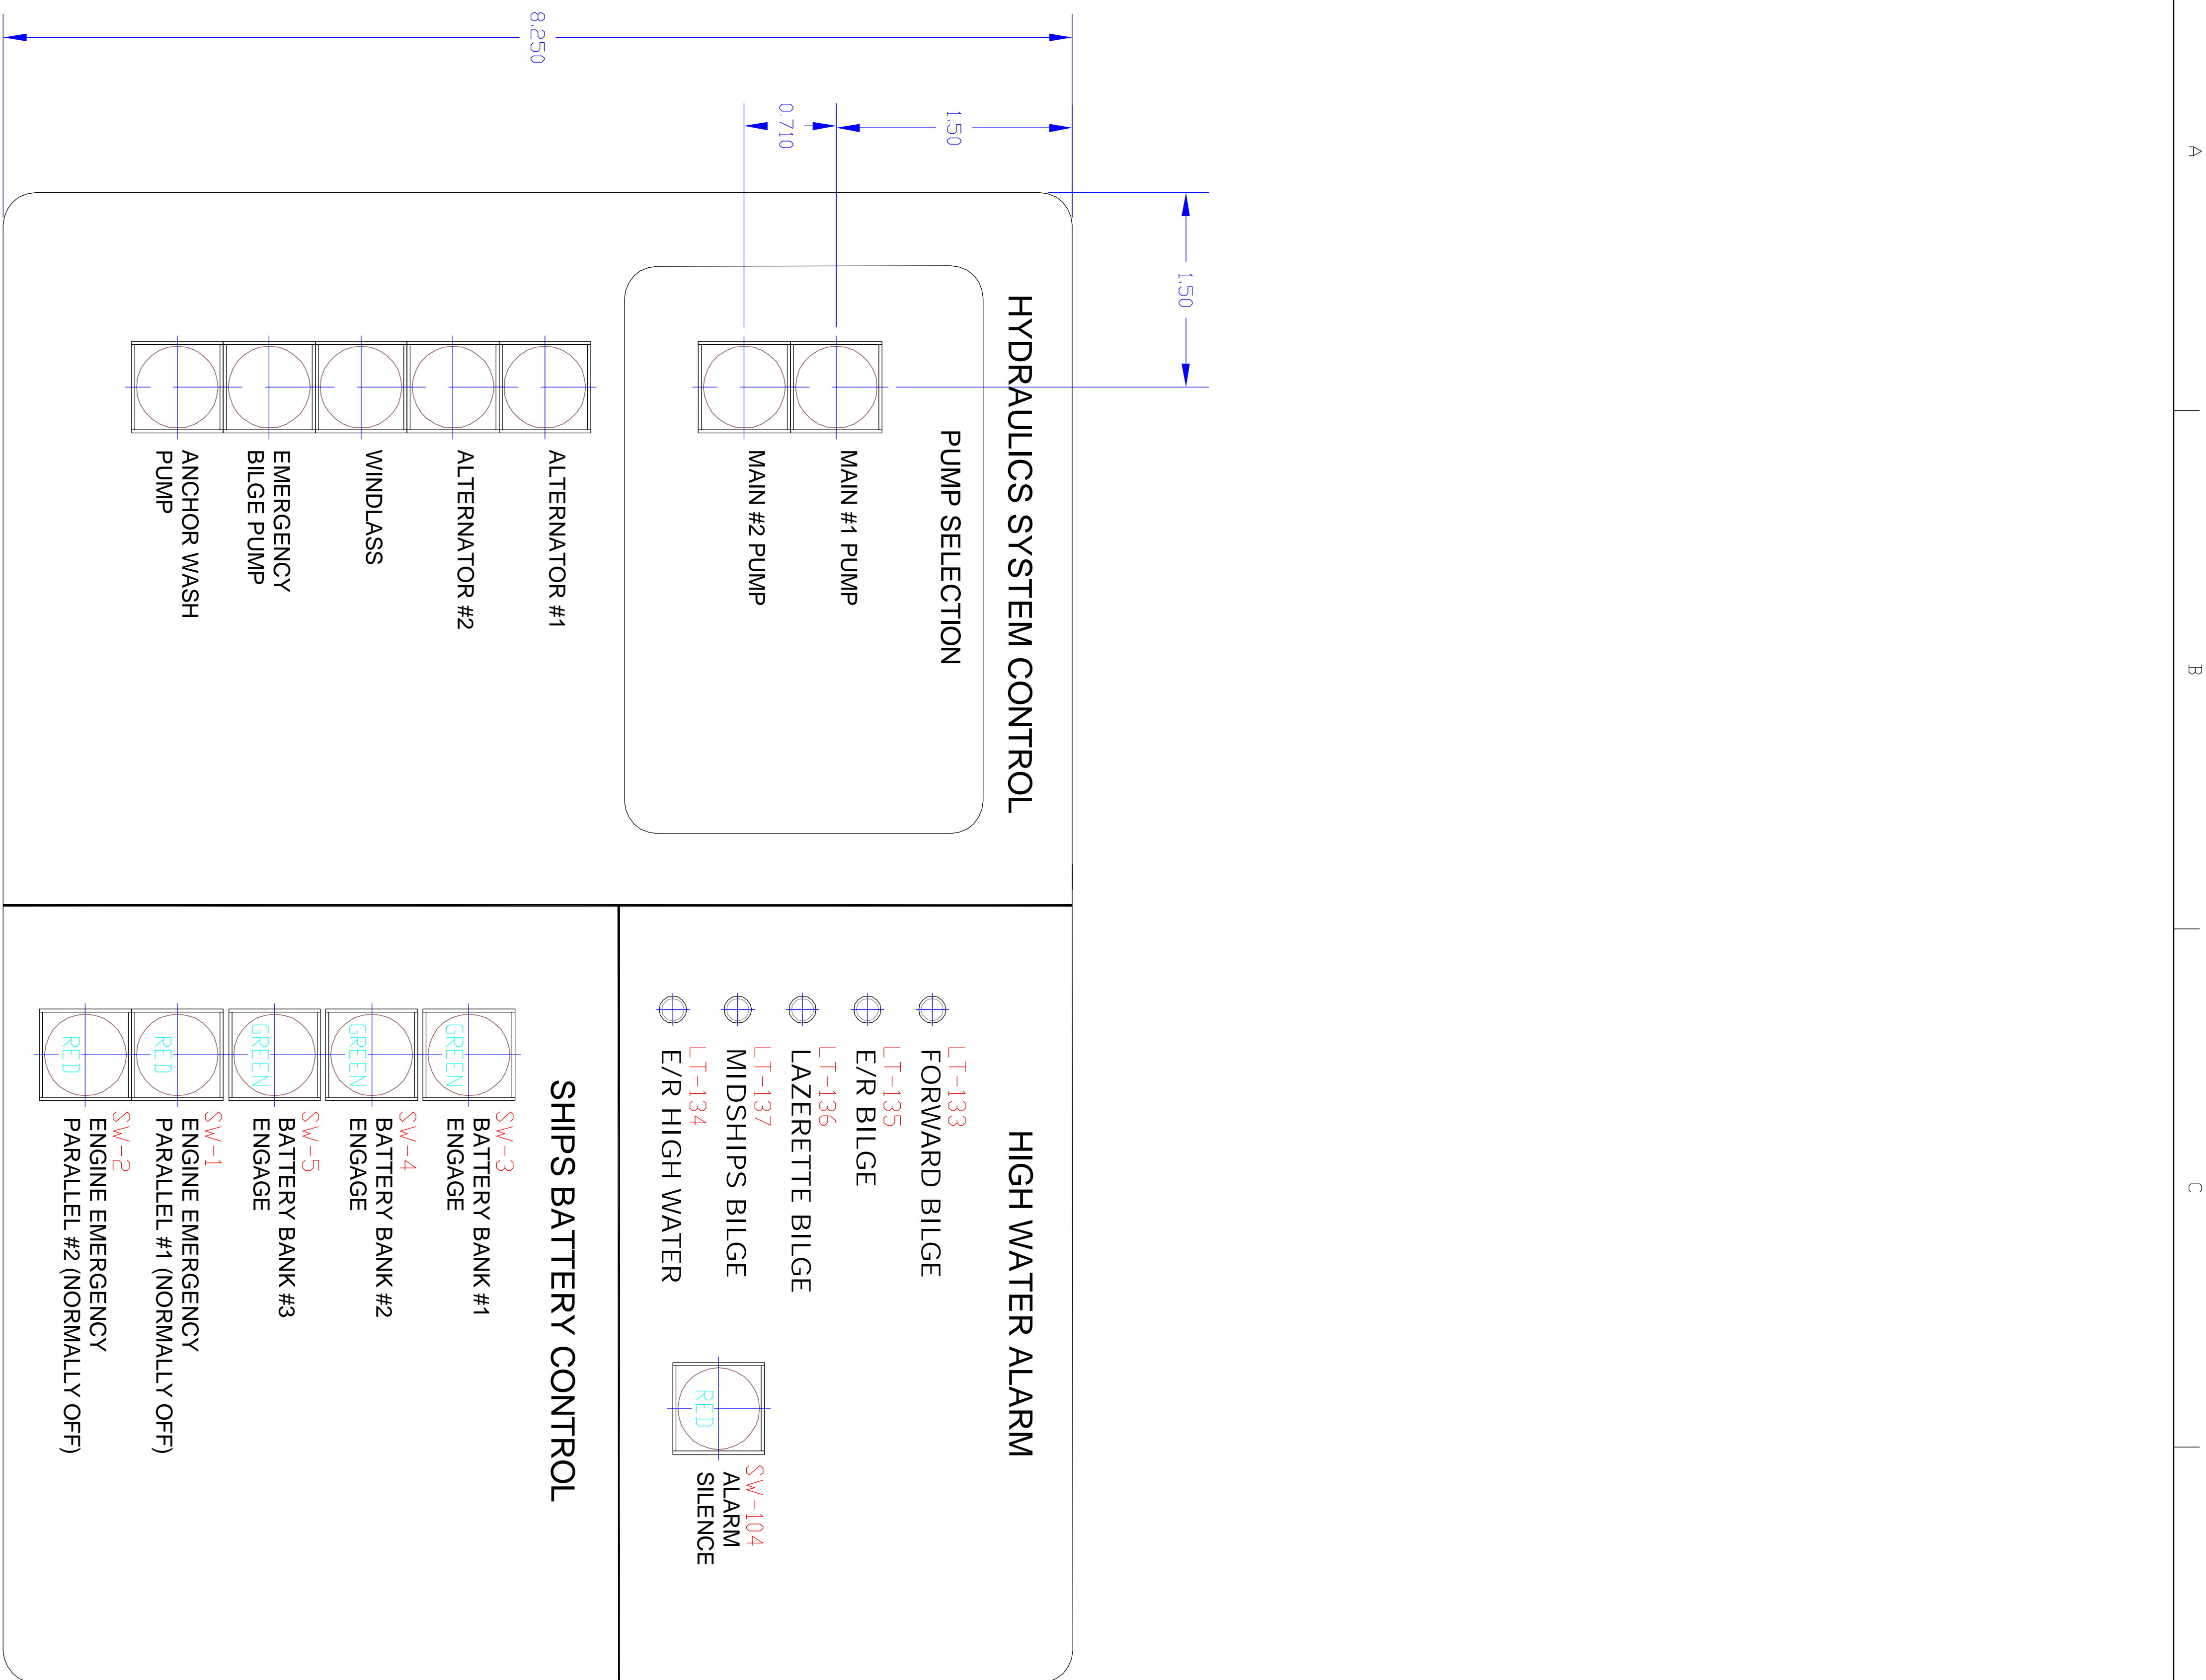 A
B
C
8.250
0.710
1.50
1.50
HYDRAULICS SYSTEM CONTROL
PUMP SELECTION
MAIN #1 PUMP
MAIN #2 PUMP
ALTERNATOR #1
ALTERNATOR #2
WINDLASS
EMERGENCY
BILGE PUMP
ANCHOR WASH
PUMP
HIGH WATER ALARM
LT-133
FORWARD BILGE
LT-135
E/R BILGE
LT-136
LAZERETTE BILGE
LT-137
MIDSHIPS BILGE
LT-134
E/R HIGH WATER
RED
SW-104
ALARM
SILENCE
SHIPS BATTERY CONTROL
GREEN
SW-3
BATTERY BANK #1
ENGAGE
GREEN
SW-4
BATTERY BANK #2
ENGAGE
GREEN
SW-5
BATTERY BANK #3
ENGAGE
RED
SW-1
ENGINE EMERGENCY
PARALLEL #1 (NORMALLY OFF)
RED
SW-2
ENGINE EMERGENCY
PARALLEL #2 (NORMALLY OFF)